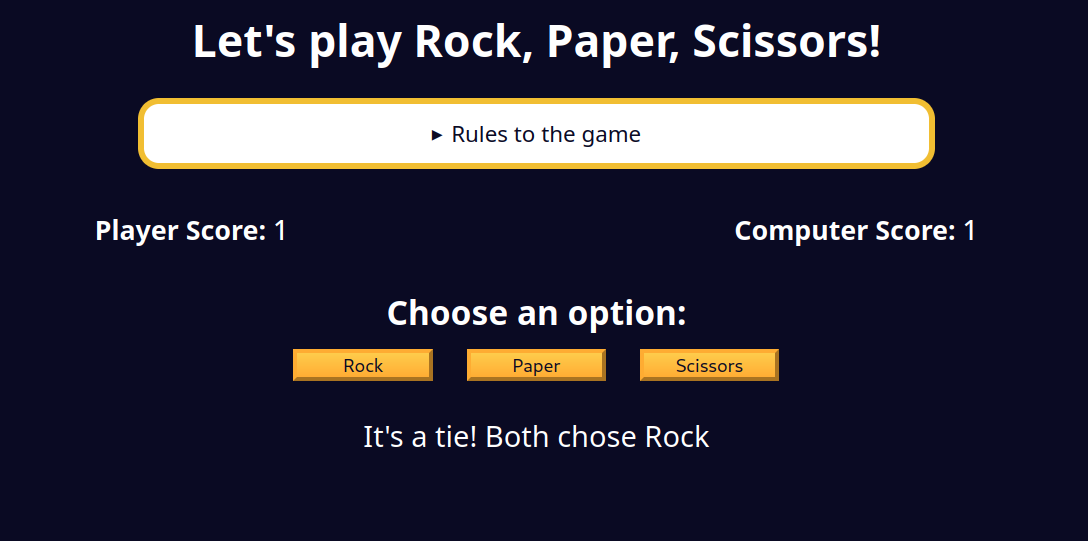 Let's play Rock, Paper, Scissors!
▶ Rules to the game
Player Score: 1
Computer Score: 1
Choose an option:
Rock
Paper
Scissors
It's a tie! Both chose Rock